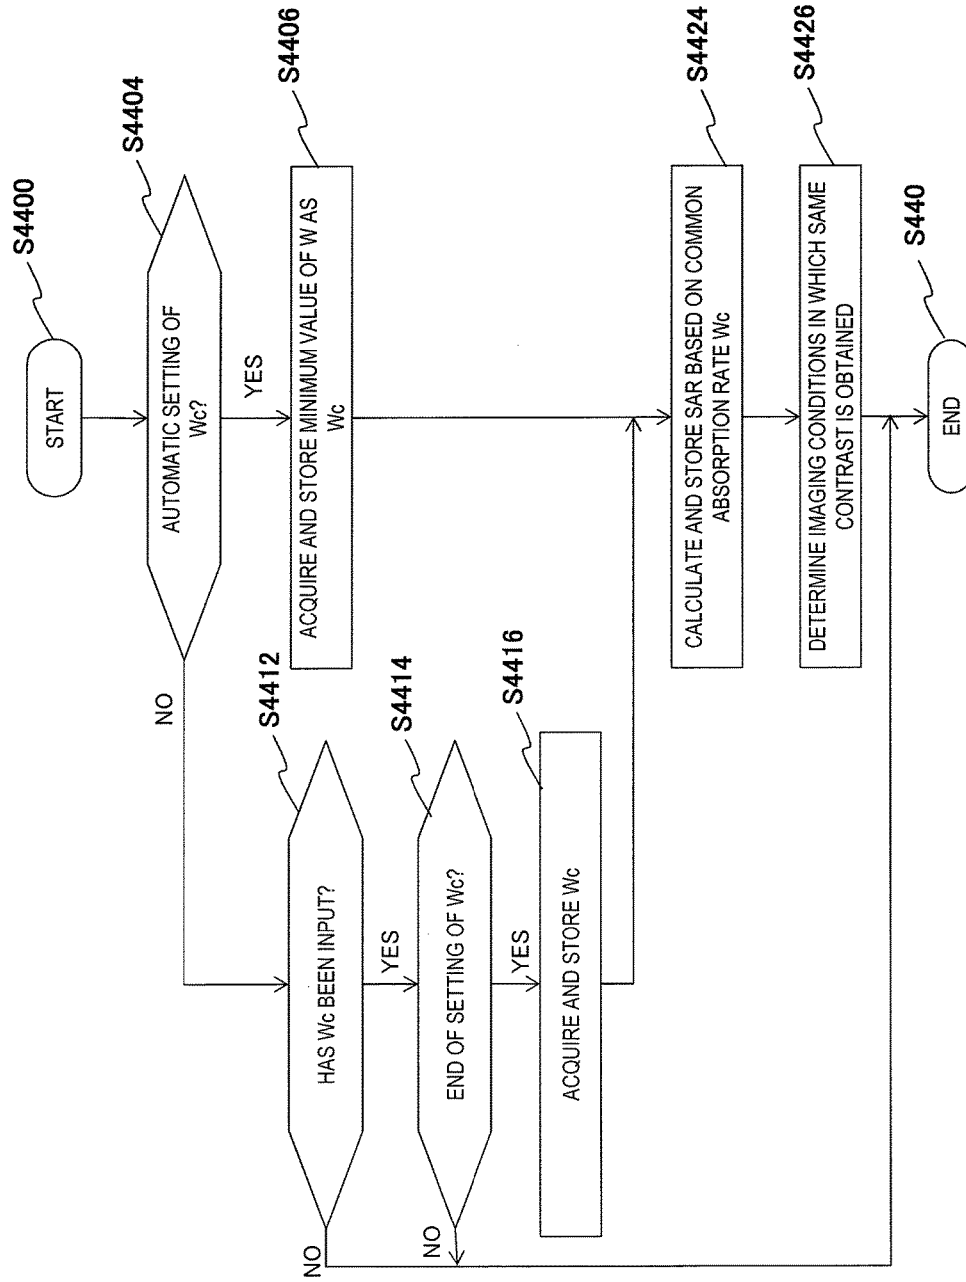 START
S4400
AUTOMATIC SETTING OF
Wc?
S4404
NO
YES
ACQUIRE AND STORE MINIMUM VALUE OF W AS
Wc
S4406
HAS Wc BEEN INPUT?
S4412
NO
YES
END OF SETTING OF Wc?
S4414
NO
YES
ACQUIRE AND STORE Wc
S4416
CALCULATE AND STORE SAR BASED ON COMMON
ABSORPTION RATE Wc
S4424
DETERMINE IMAGING CONDITIONS IN WHICH SAME
CONTRAST IS OBTAINED
S4426
END
S440